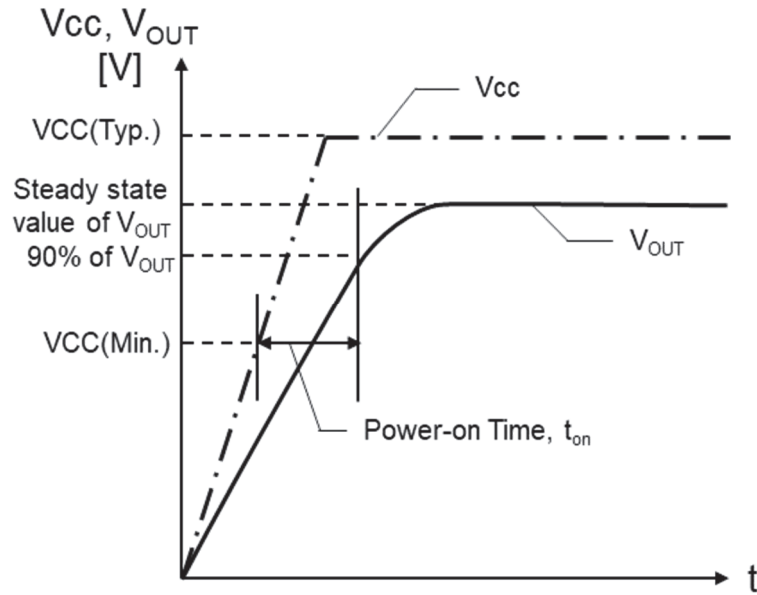 Vcc, VOUT
[V]
Vcc
VCC(Typ.)
Steady state
value of VOUT
90% of VOUT
VOUT
VCC(Min.)
Power-on Time, ton
t